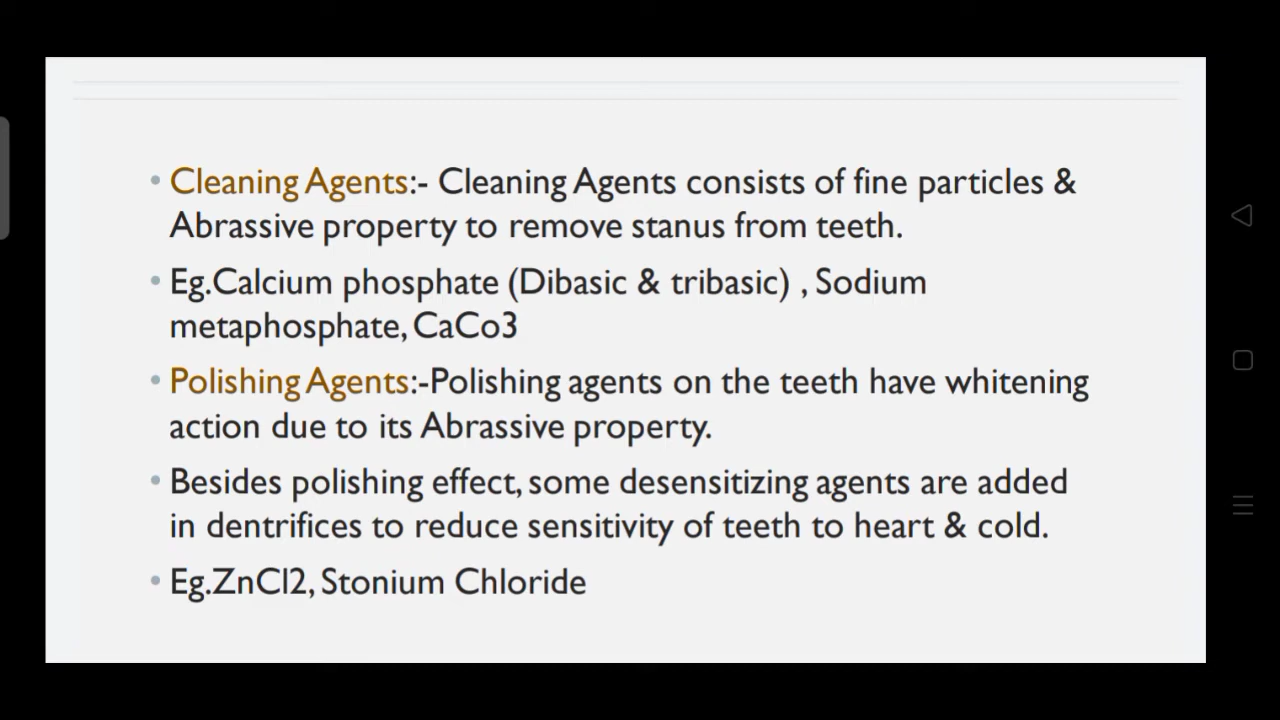 • Cleaning Agents:- Cleaning Agents consists of fine particles &
Abrassive property to remove stanus from teeth.
• Eg.Calcium phosphate (Dibasic & tribasic) , Sodium
metaphosphate, CaCo3
• Polishing Agents:-Polishing agents on the teeth have whitening
action due to its Abrassive property.
• Besides polishing effect, some desensitizing agents are added
in dentrifices to reduce sensitivity of teeth to heart & cold.
• Eg.ZnCl2, Stonium Chloride